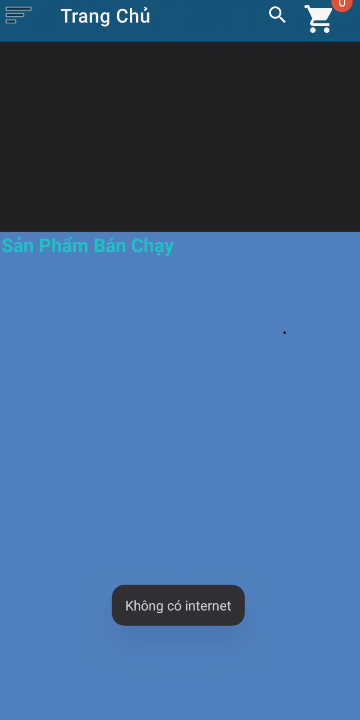 Trang Chủ
0
Sản Phẩm Bán Chạy
Không có internet